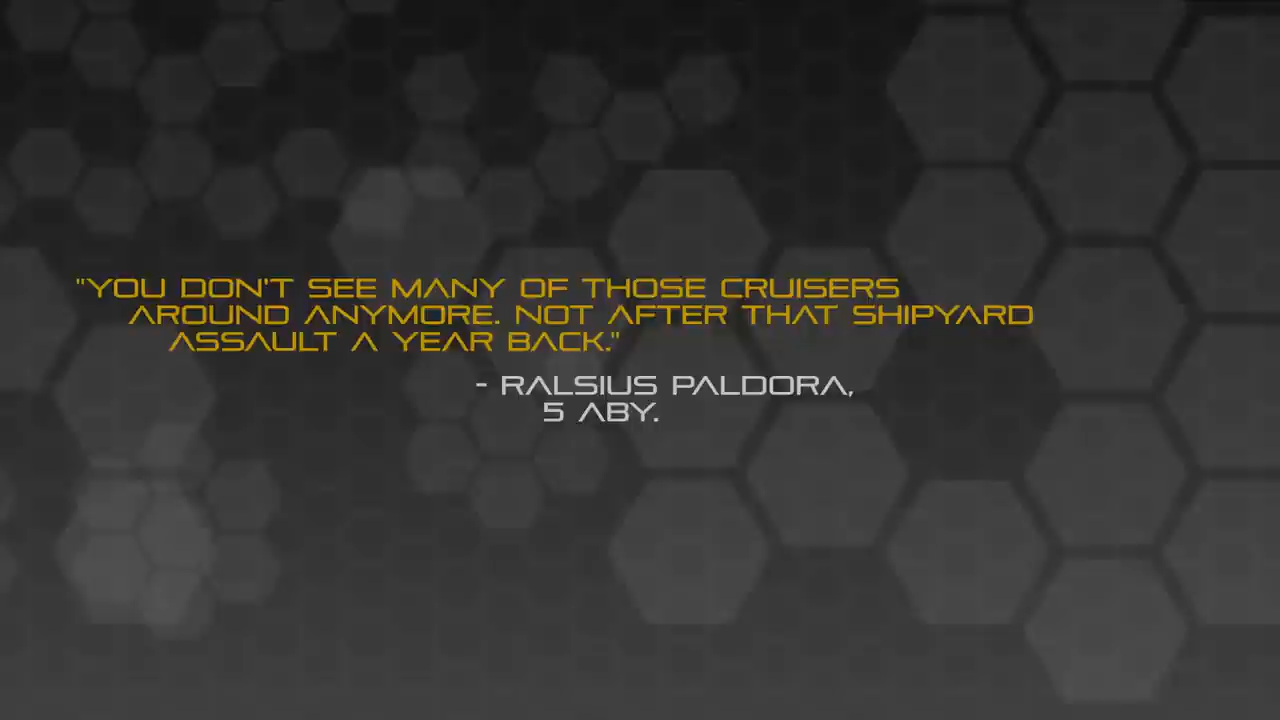 "YOU DON'T SEE MANY OF THOSE CRUISERS
AROUND ANYMORE. NOT AFTER THAT SHIPYARD
ASSAULT A YEAR BACK."
- RALSIUS PALDORA,
5 ABY.